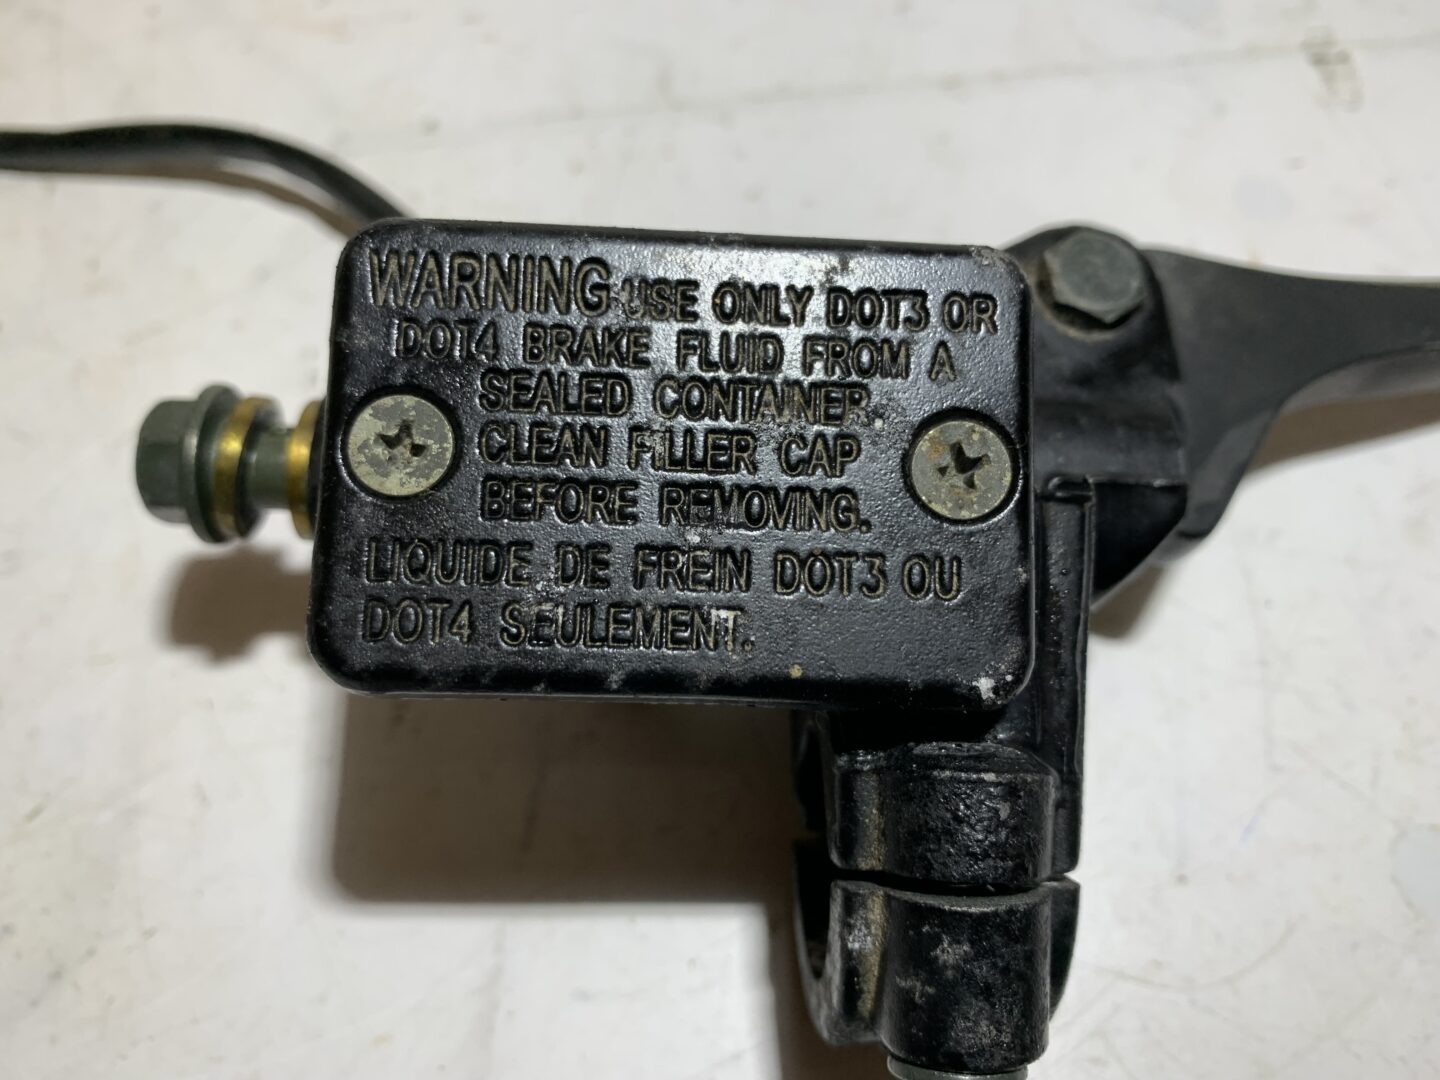 WARNING USE ONLY DOT3 OR
DOT4 BRAKE FLUID FROM A
SEALED CONTAINER.
CLEAN FILLER CAP
BEFORE REMOVING.
LIQUIDE DE FREIN DOT3 OU
DOT4 SEULEMENT.